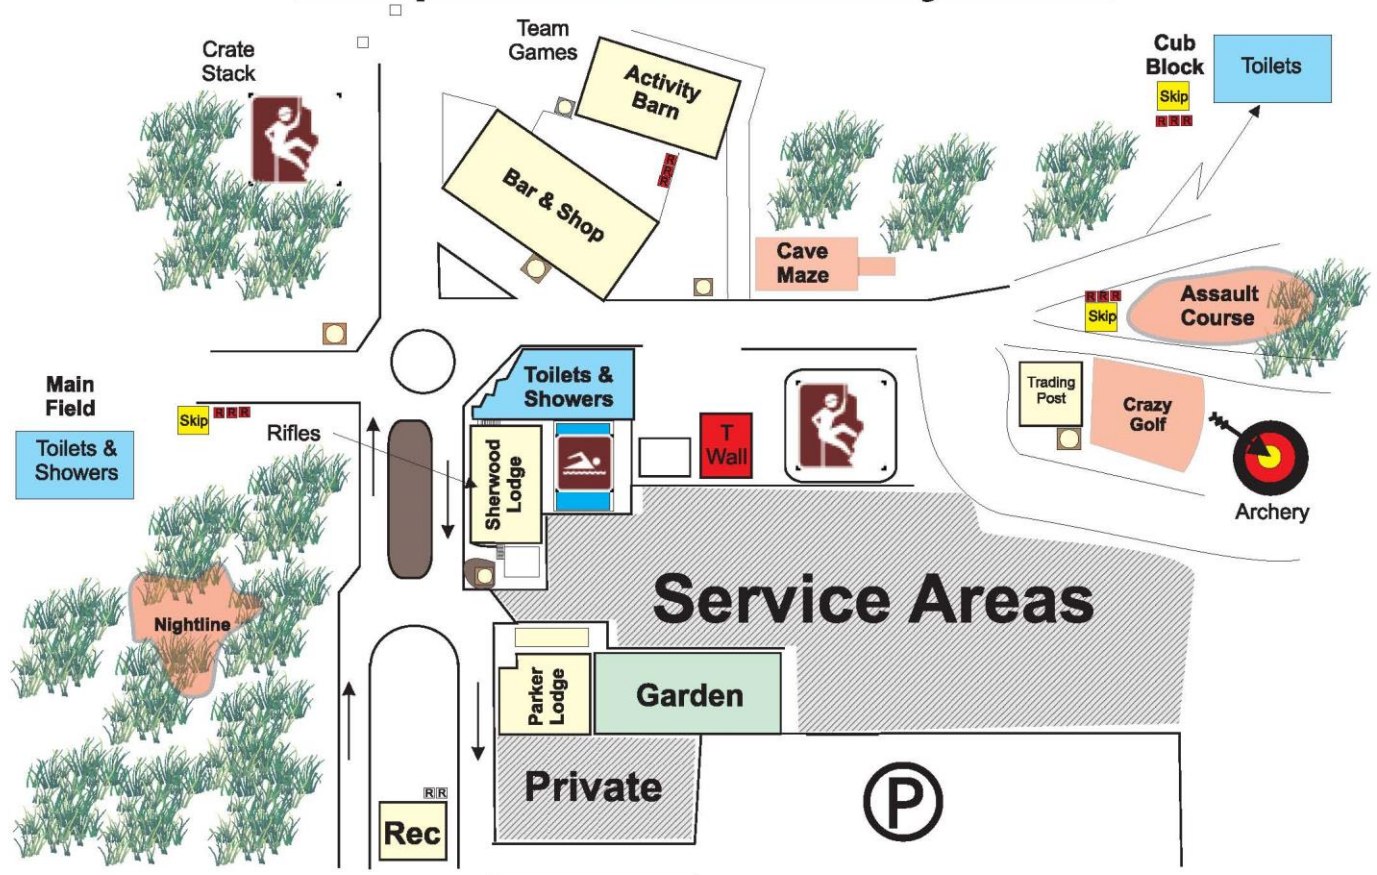 Crate
Stack
Team
Games
Activity
Barn
Cub
Block
Toilets
Skip
R R R
R R R
Bar & Shop
Cave
Maze
Assault
Course
R R R
Skip
Toilets &
Showers
Trading
Post
Crazy
Golf
Main
Field
Skip
R R R
Rifles
Toilets &
Showers
Sherwood
Lodge
T
Wall
Archery
Nightline
Service Areas
Parker
Lodge
Garden
Private
P
R R
Rec